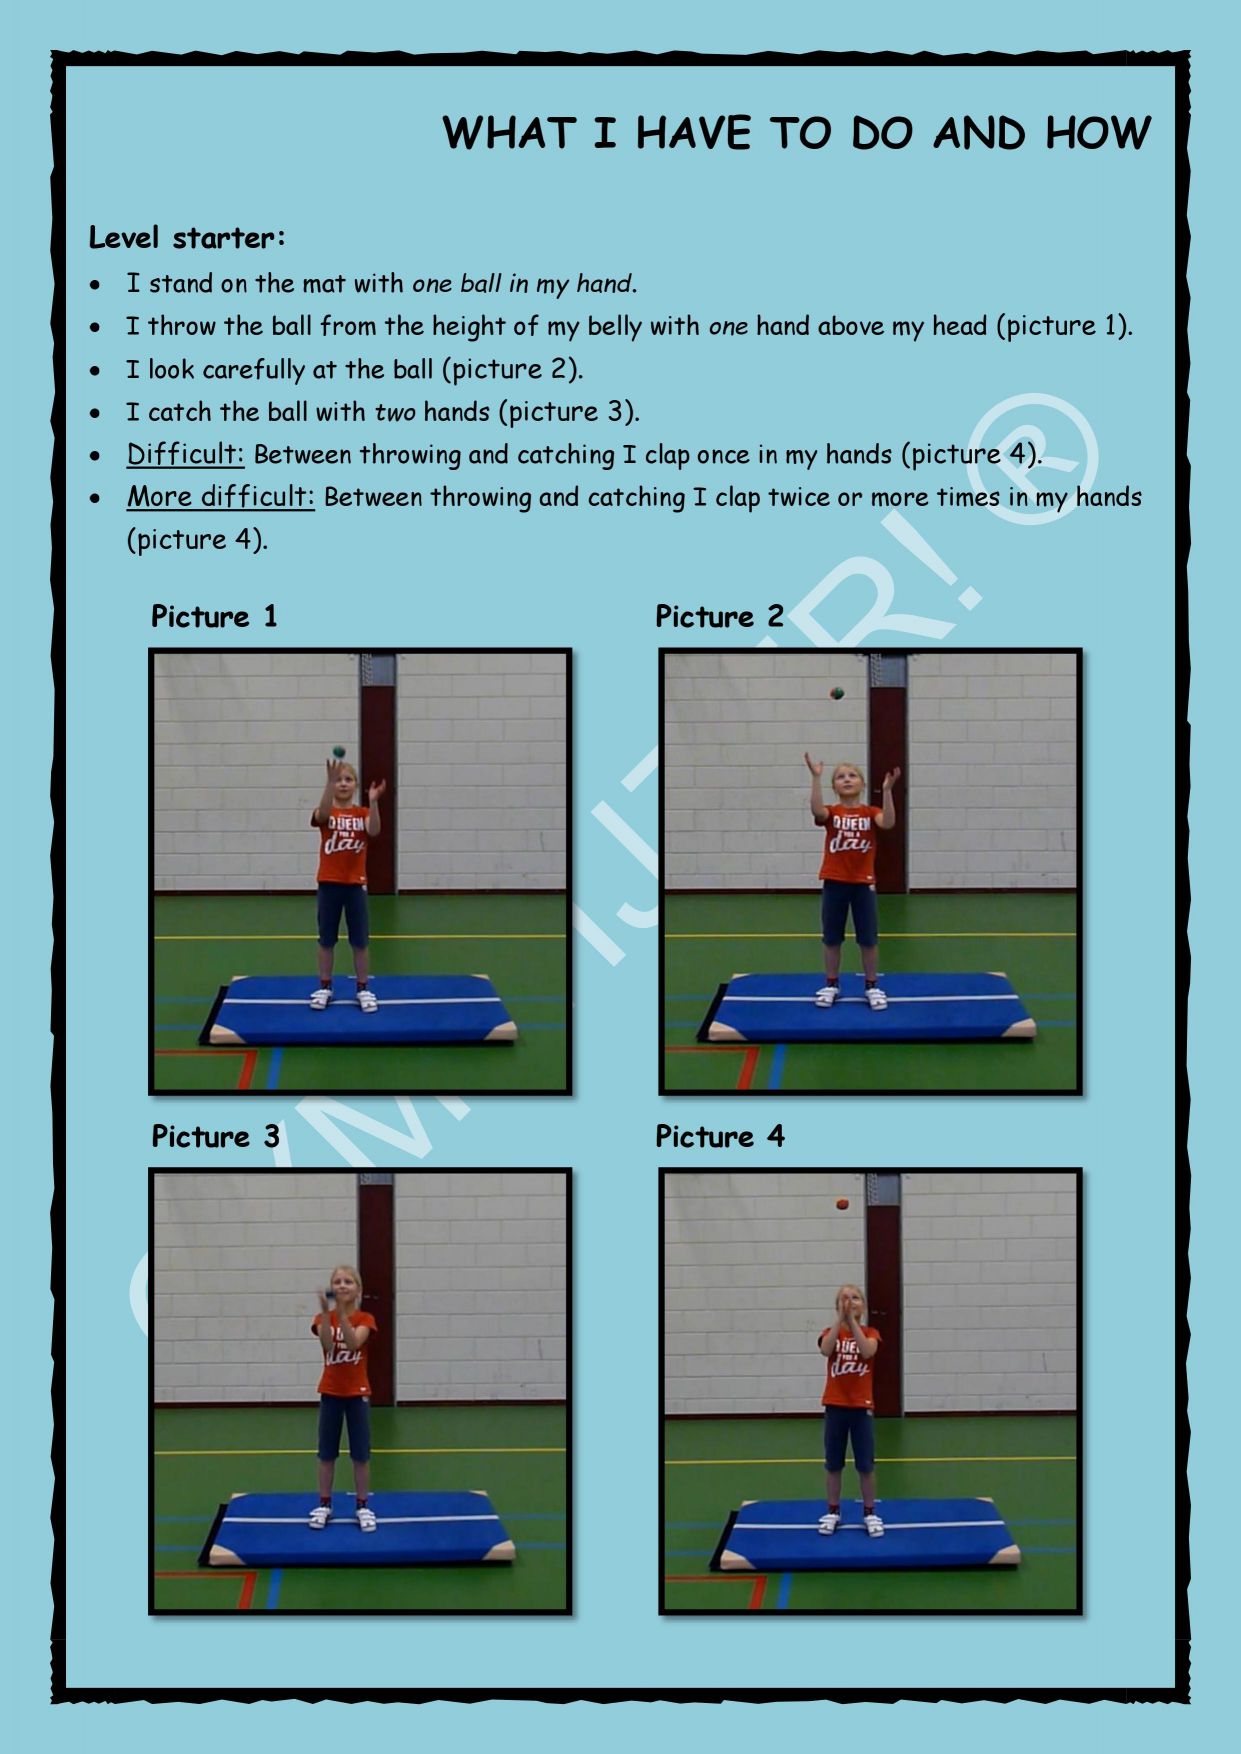 WHAT I HAVE TO DO AND HOW
Level starter:
• I stand on the mat with one ball in my hand.
• I throw the ball from the height of my belly with one hand above my head (picture 1).
• I look carefully at the ball (picture 2).
• I catch the ball with two hands (picture 3).
• Difficult: Between throwing and catching I clap once in my hands (picture 4).
• More difficult: Between throwing and catching I clap twice or more times in my hands
(picture 4).
Picture 1
Picture 2
QUEEN
FOR A
day
QUEEN
FOR A
day
Picture 3
Picture 4
day
day